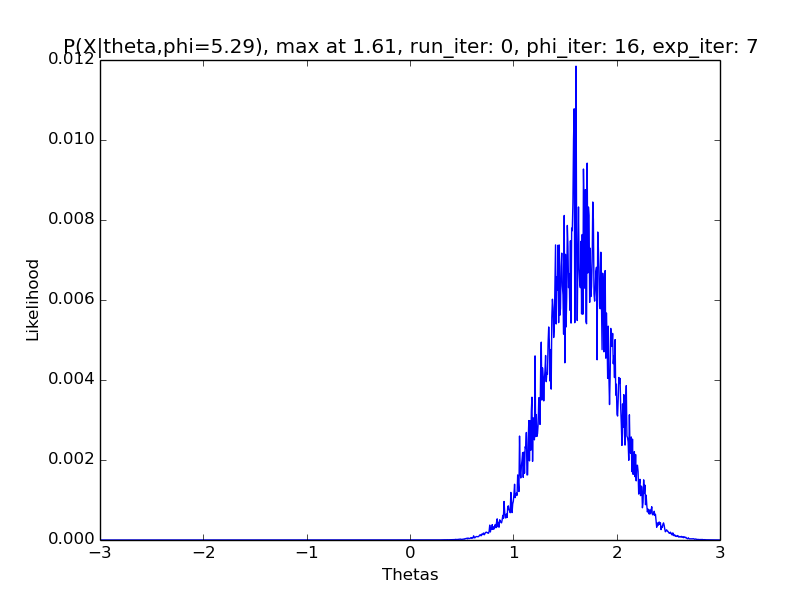 P(X|theta,phi=5.29), max at 1.61, run_iter: 0, phi_iter: 16, exp_iter: 7
0.012
0.010
0.008
0.006
0.004
0.002
0.000
Likelihood
−3 −2 −1 0 1 2 3
Thetas